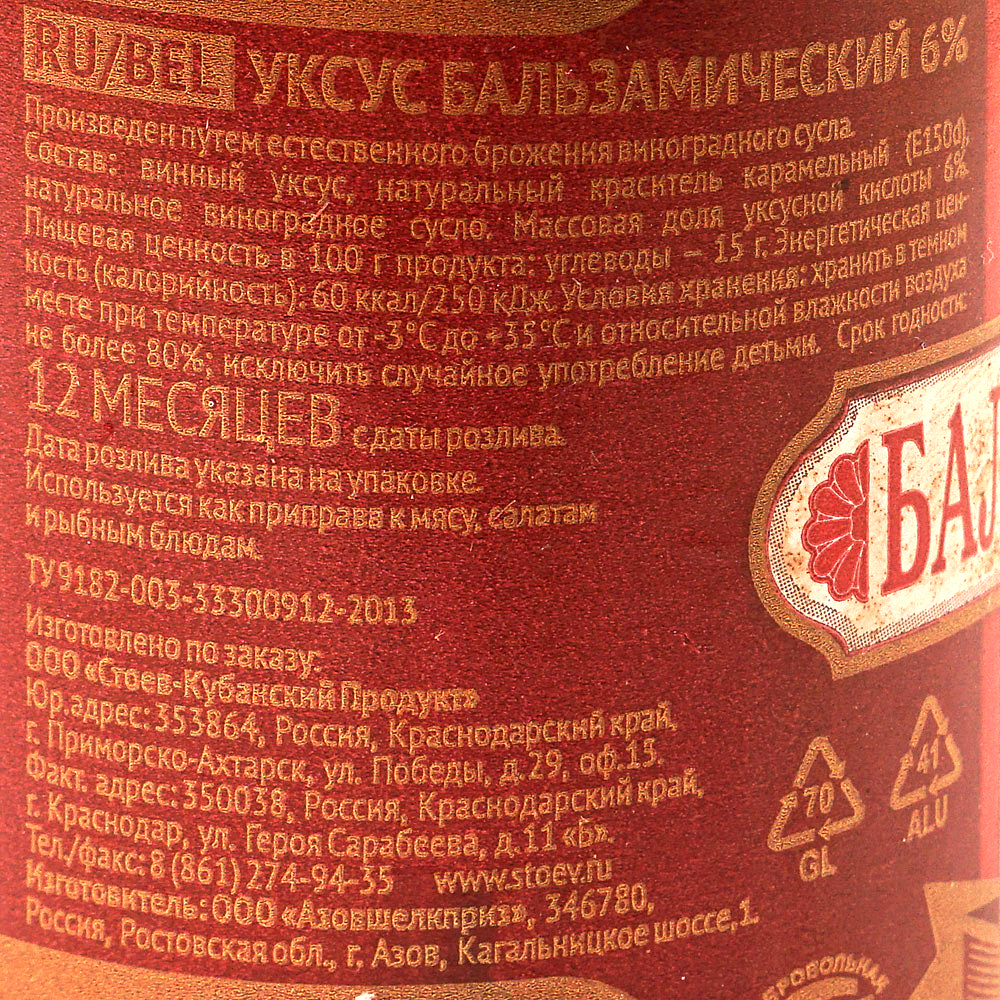 RU/BEL УКСУС БАЛЬЗАМИЧЕСКИЙ 6%
Произведен путем естественного брожения виноградного сусла.
Состав: винный уксус, натуральный краситель карамельный (E150d),
натуральное виноградное сусло. Массовая доля уксусной кислоты 6%
Пищевая ценность в 100 г продукта: углеводы – 15 г. Энергетическая цен-
ность (калорийность): 60 ккал/250 кДж Условия хранения: хранить в темном
месте при температуре от -3°С до +35°С и относительной влажности воздуха
не более 80%; исключить случайное употребление детьми. Срок годности:
12 МЕСЯЦЕВ с даты розлива.
Дата розлива указана на упаковке.
Используется как приправа к мясу, салатам
и рыбным блюдам.
ТУ 9182-003-33300912-2013
Изготовлено по заказу:
ООО «Стоев-Кубанский Продукт»
Юр.адрес: 353864, Россия, Краснодарский край,
г. Приморско-Ахтарск, ул. Победы, д.29, оф.13.
Факт. адрес: 350038, Россия, Краснодарский край,
г. Краснодар, ул. Героя Сарабеева, д.11 «Б».
Тел./факс: 8 (861) 274-94-35 www.stoev.ru
Изготовитель: ООО «Азовшелкприз», 346780,
Россия, Ростовская обл., г. Азов, Кагальницкое шоссе,1.
БАЛ
70
GL
41
ALU
БРОВОЛЬНАЯ